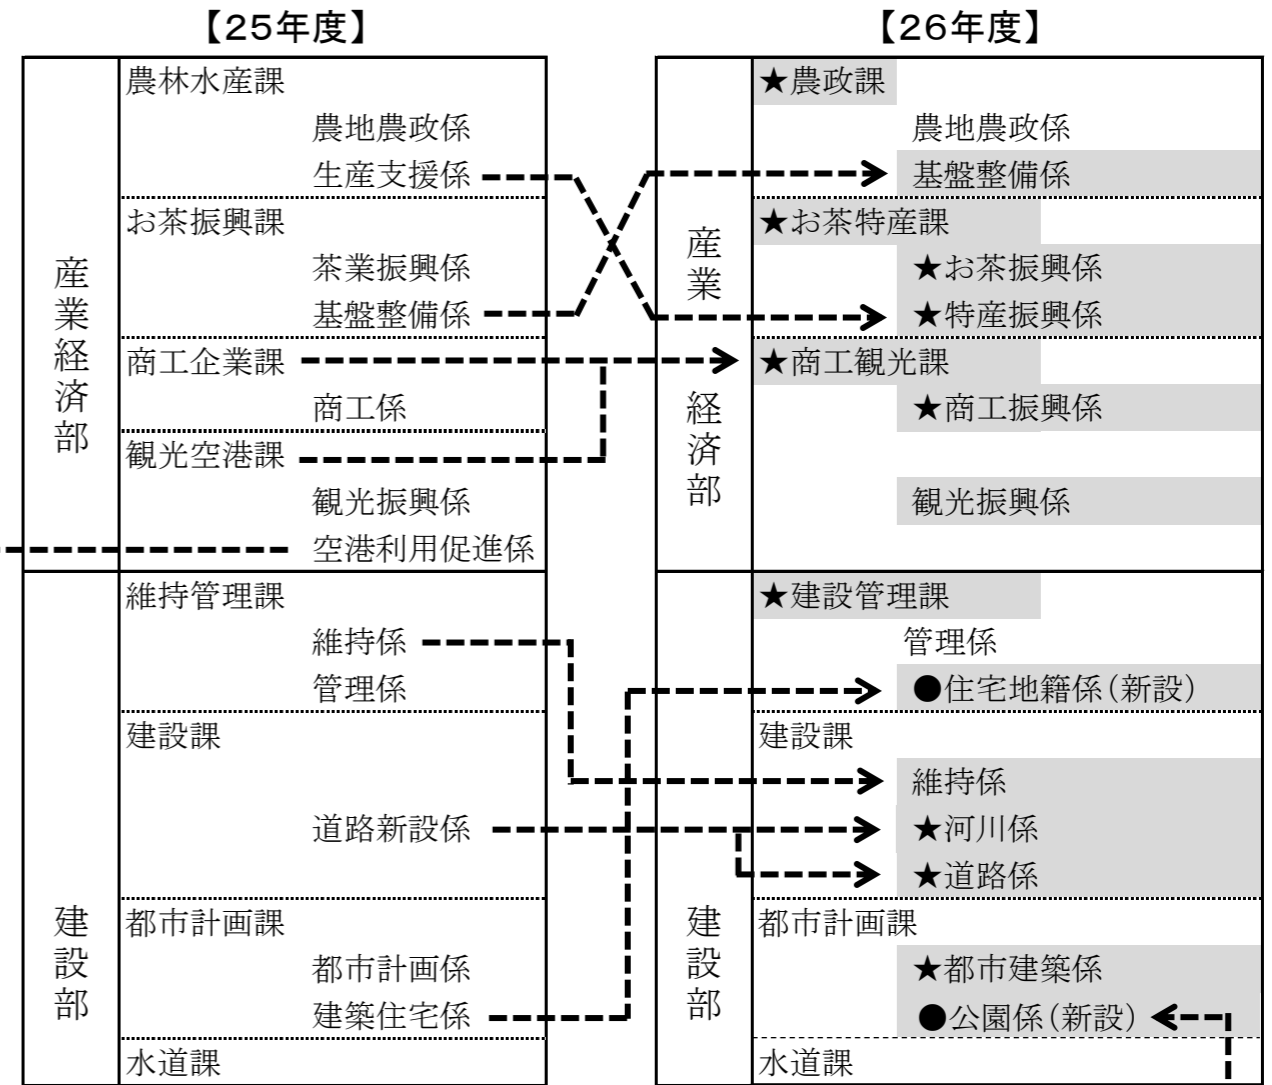 【25年度】
産業経済部
農林水産課
農地農政係
生産支援係
お茶振興課
茶業振興係
基盤整備係
商工企業課
商工係
観光空港課
観光振興係
空港利用促進係
建設部
維持管理課
維持係
管理係
建設課
道路新設係
都市計画課
都市計画係
建築住宅係
水道課
【26年度】
産業経済部
★農政課
農地農政係
基盤整備係
★お茶特産課
★お茶振興係
★特産振興係
★商工観光課
★商工振興係
観光振興係
建設部
★建設管理課
管理係
●住宅地籍係(新設)
建設課
維持係
★河川係
★道路係
都市計画課
★都市建築係
●公園係(新設)
水道課